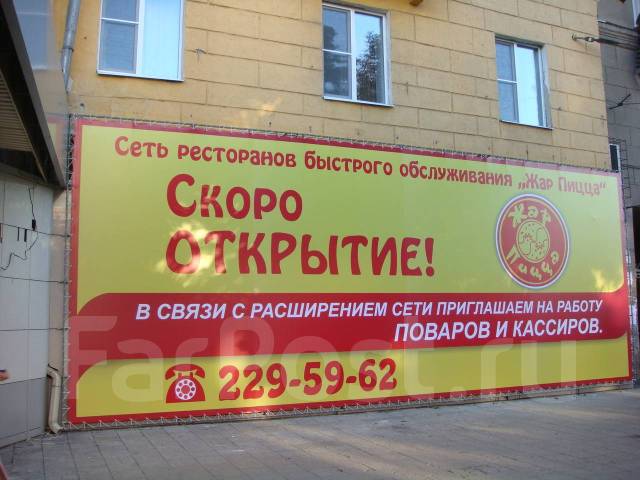 Сеть ресторанов быстрого обслуживания „Жар Пицца“
Скоро
открытие!
Жар
Пицца
В СВЯЗИ С РАСШИРЕНИЕМ СЕТИ ПРИГЛАШАЕМ НА РАБОТУ
ПОВАРОВ И КАССИРОВ.
229-59-62
FarPost.ru